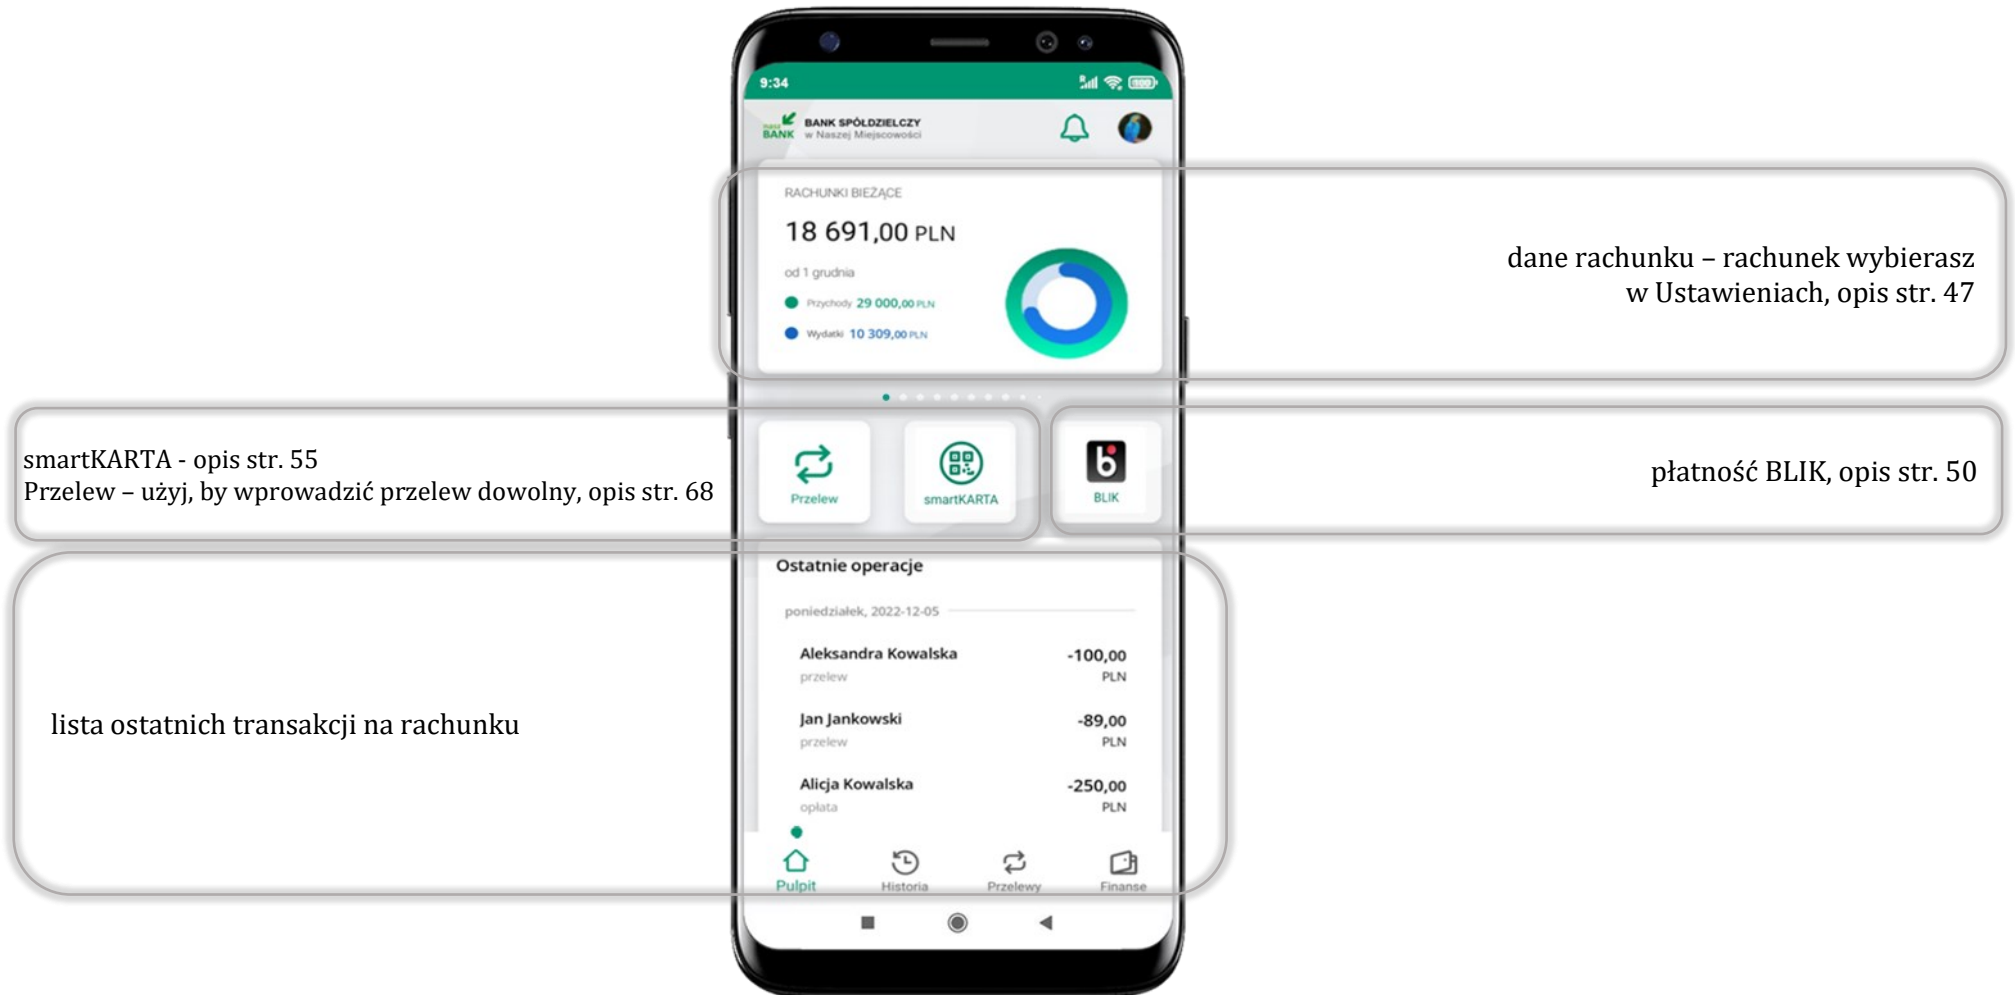 9:34
nasz
BANK
BANK SPÓŁDZIELCZY
w Naszej Miejscowości
RACHUNKI BIEŻĄCE
18 691,00 PLN
od 1 grudnia
Przychody 29 000,00 PLN
Wydatki 10 309,00 PLN
dane rachunku – rachunek wybierasz
w Ustawieniach, opis str. 47
smartKARTA - opis str. 55
Przelew – użyj, by wprowadzić przelew dowolny, opis str. 68
Przelew
smartKARTA
BLIK
płatność BLIK, opis str. 50
Ostatnie operacje
poniedziałek, 2022-12-05
Aleksandra Kowalska -100,00
przelew PLN
Jan Jankowski -89,00
przelew PLN
Alicja Kowalska -250,00
opłata PLN
lista ostatnich transakcji na rachunku
Pulpit Historia Przelewy Finanse